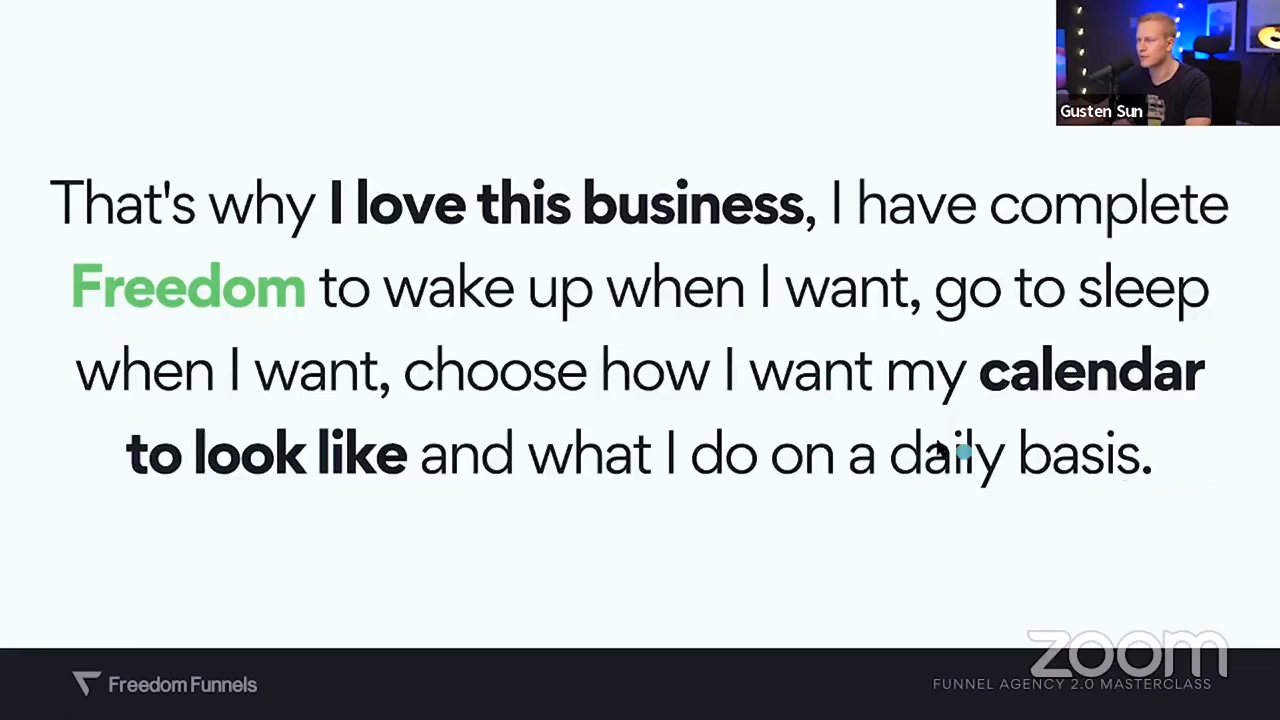 Gusten Sun
That's why I love this business, I have complete
Freedom to wake up when I want, go to sleep
when I want, choose how I want my calendar
to look like and what I do on a daily basis.
zoom
Freedom Funnels
FUNNEL AGENCY 2.0 MASTERCLASS